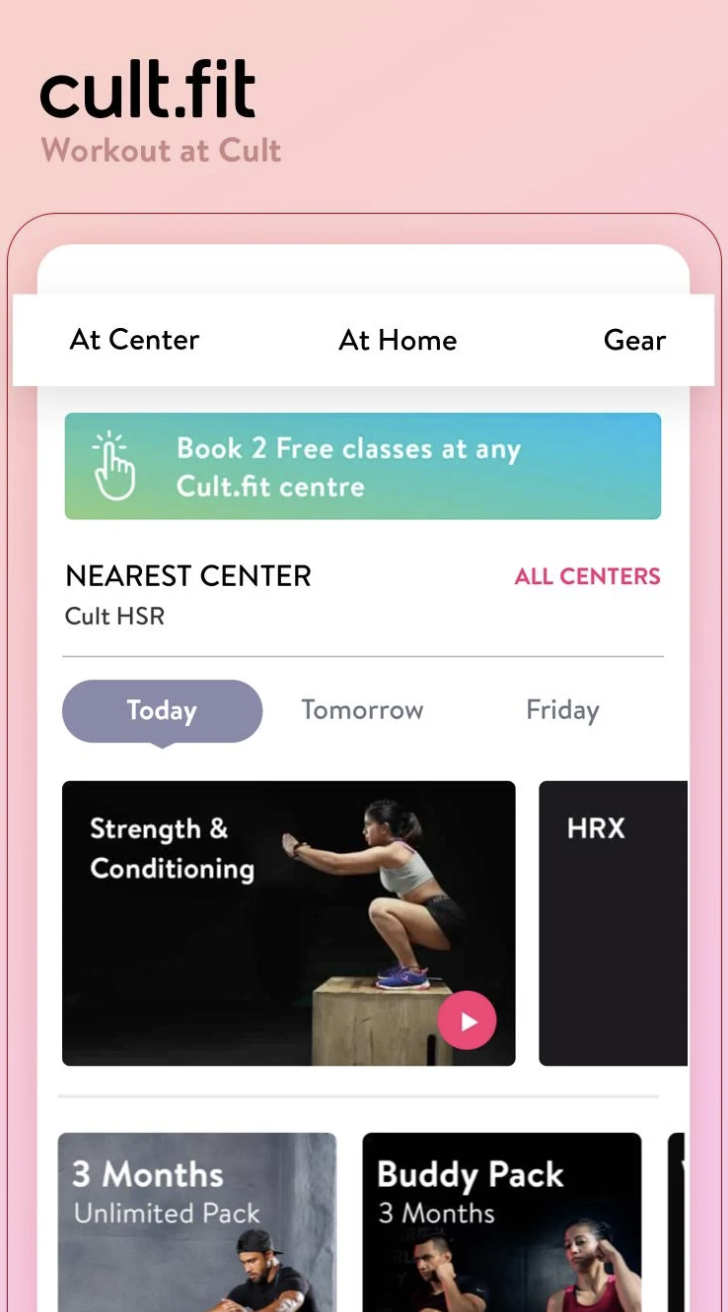 cult.fit
Workout at Cult
At Center At Home Gear
Book 2 Free classes at any
Cult.fit centre
NEAREST CENTER ALL CENTERS
Cult HSR
Today Tomorrow Friday
Strength &
Conditioning
HRX
3 Months
Unlimited Pack
Buddy Pack
3 Months